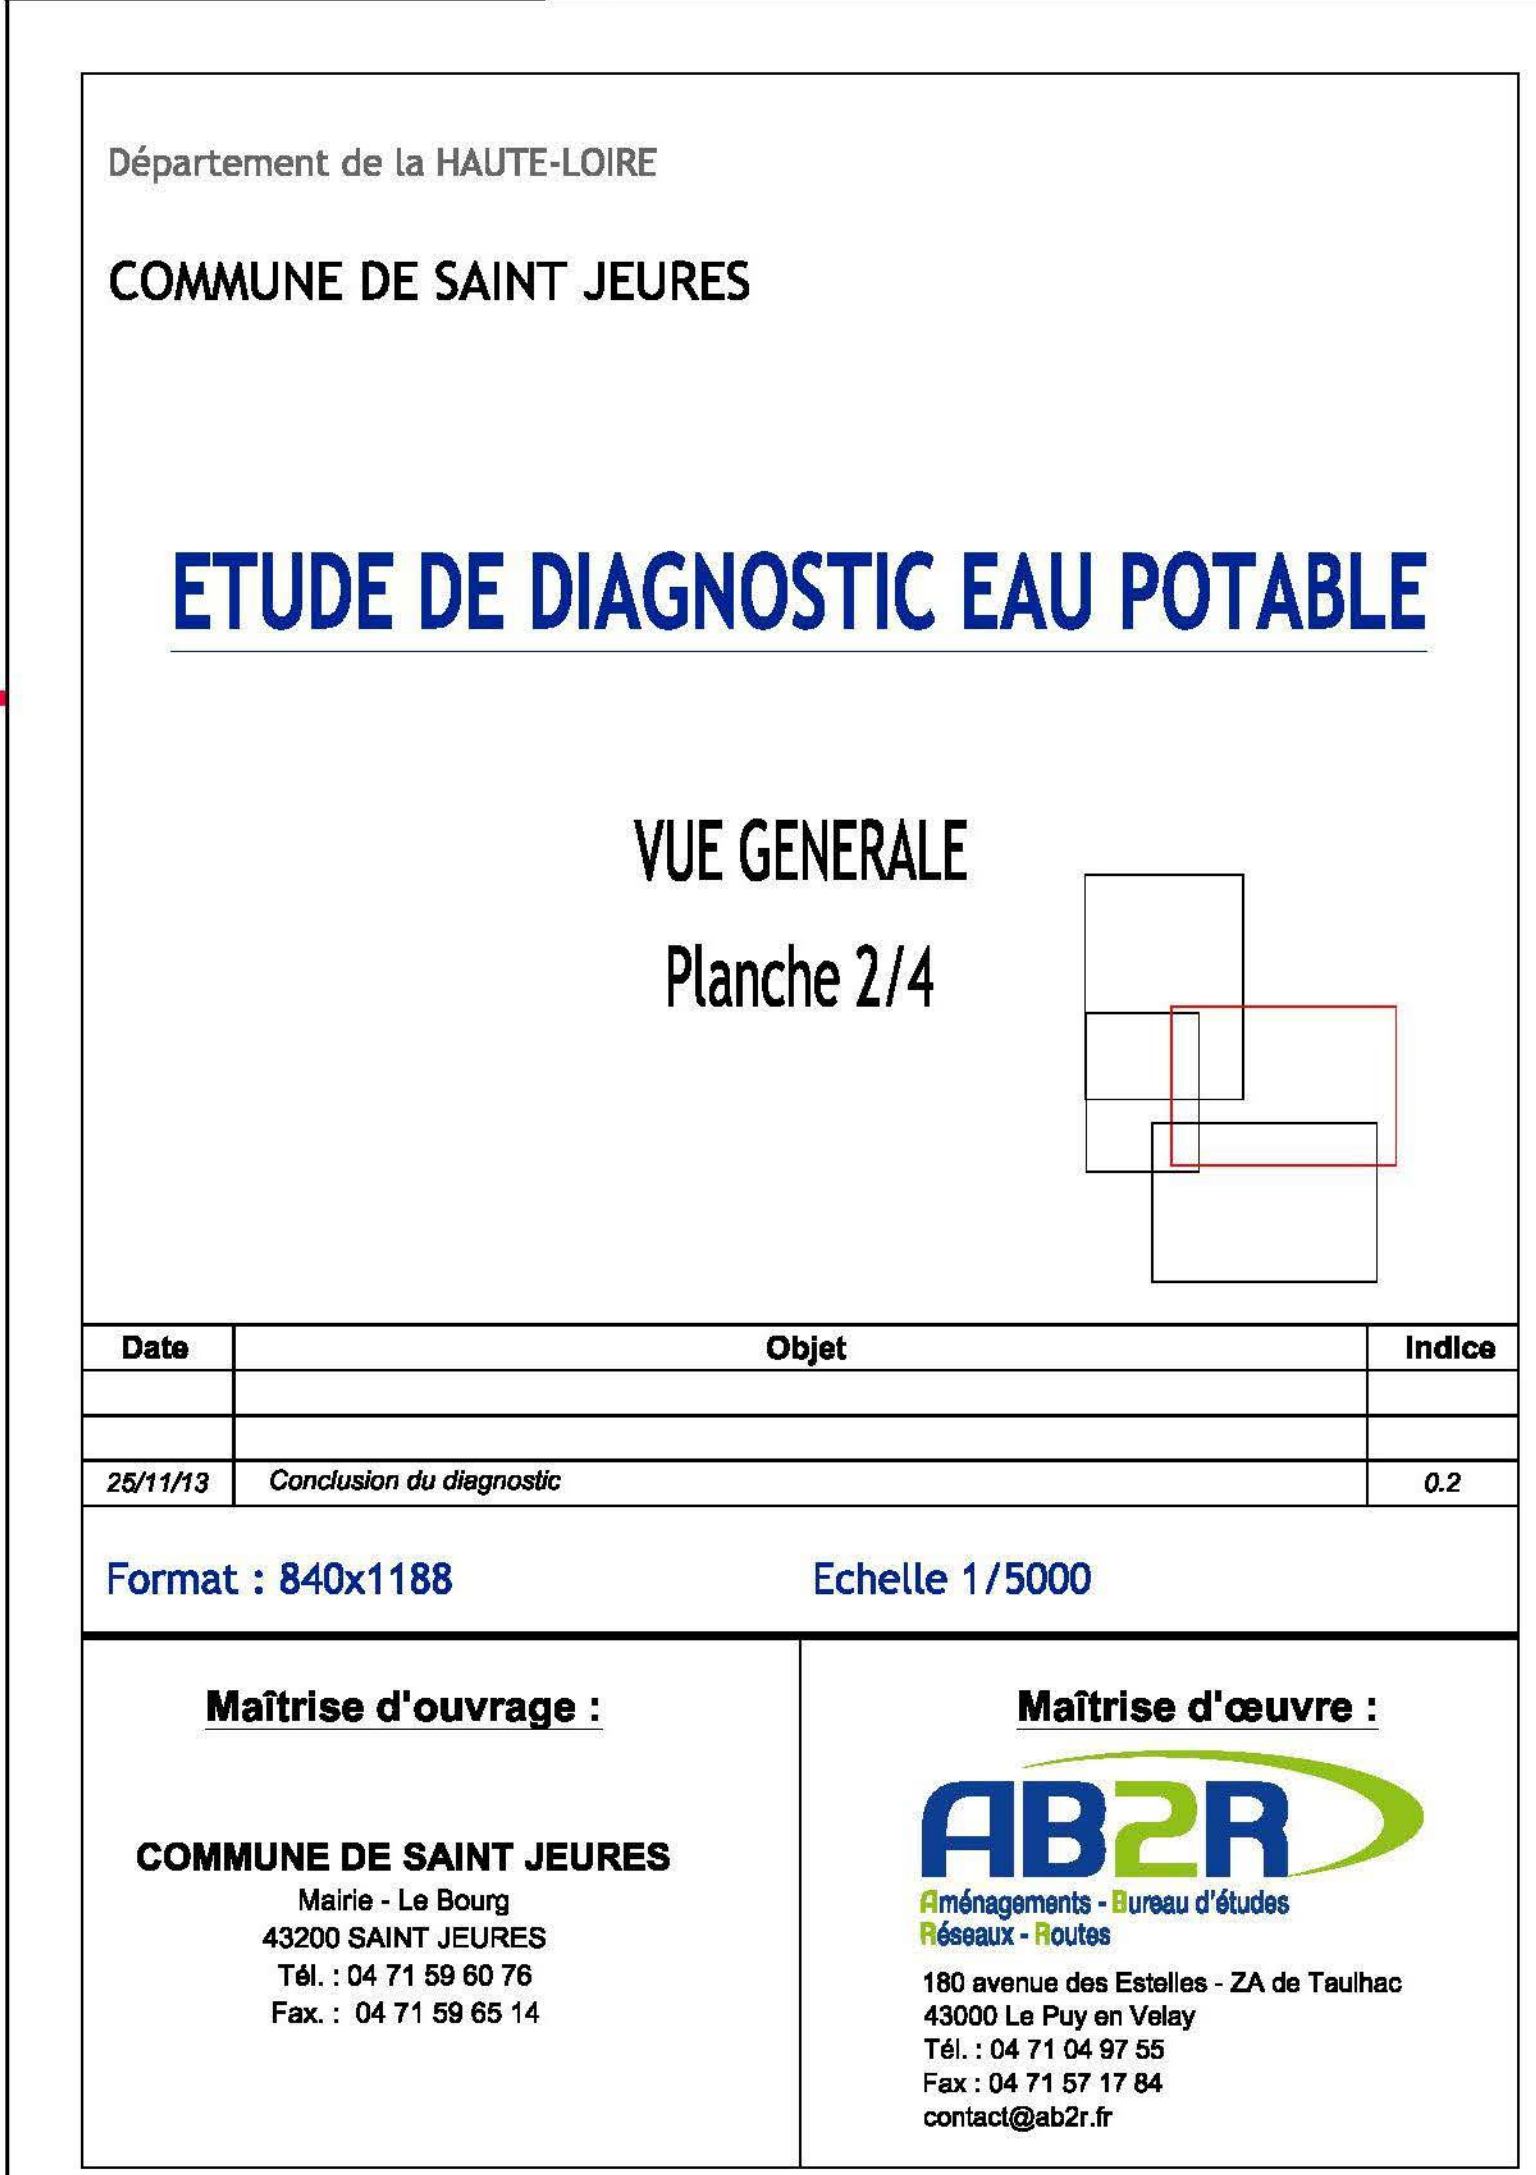 Département de la HAUTE-LOIRE
COMMUNE DE SAINT JEURES
ETUDE DE DIAGNOSTIC EAU POTABLE
VUE GENERALE
Planche 2/4
Date Objet Indice
25/11/13 Conclusion du diagnostic 0.2
Format : 840x1188 Echelle 1/5000
Maîtrise d'ouvrage :
COMMUNE DE SAINT JEURES
Mairie - Le Bourg
43200 SAINT JEURES
Tél. : 04 71 59 60 76
Fax. : 04 71 59 65 14
Maîtrise d'œuvre :
AB2R
Aménagements - Bureau d'études
Réseaux - Routes
180 avenue des Estelles - ZA de Taulhac
43000 Le Puy en Velay
Tél. : 04 71 04 97 55
Fax : 04 71 57 17 84
contact@ab2r.fr